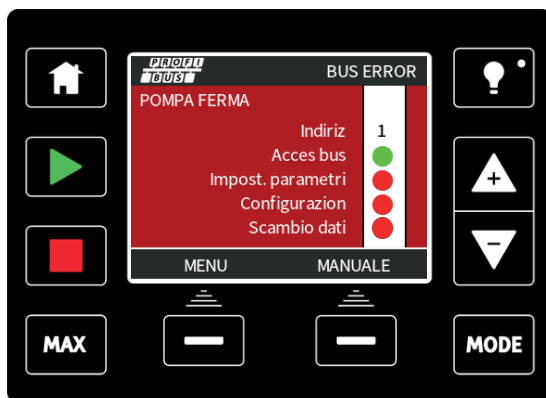 PROFI
BUS
BUS ERROR
POMPA FERMA
Indiriz 1
Acces bus
Impost. parametri
Configurazion
Scambio dati
MENU MANUALE
+
-
MAX
MODE